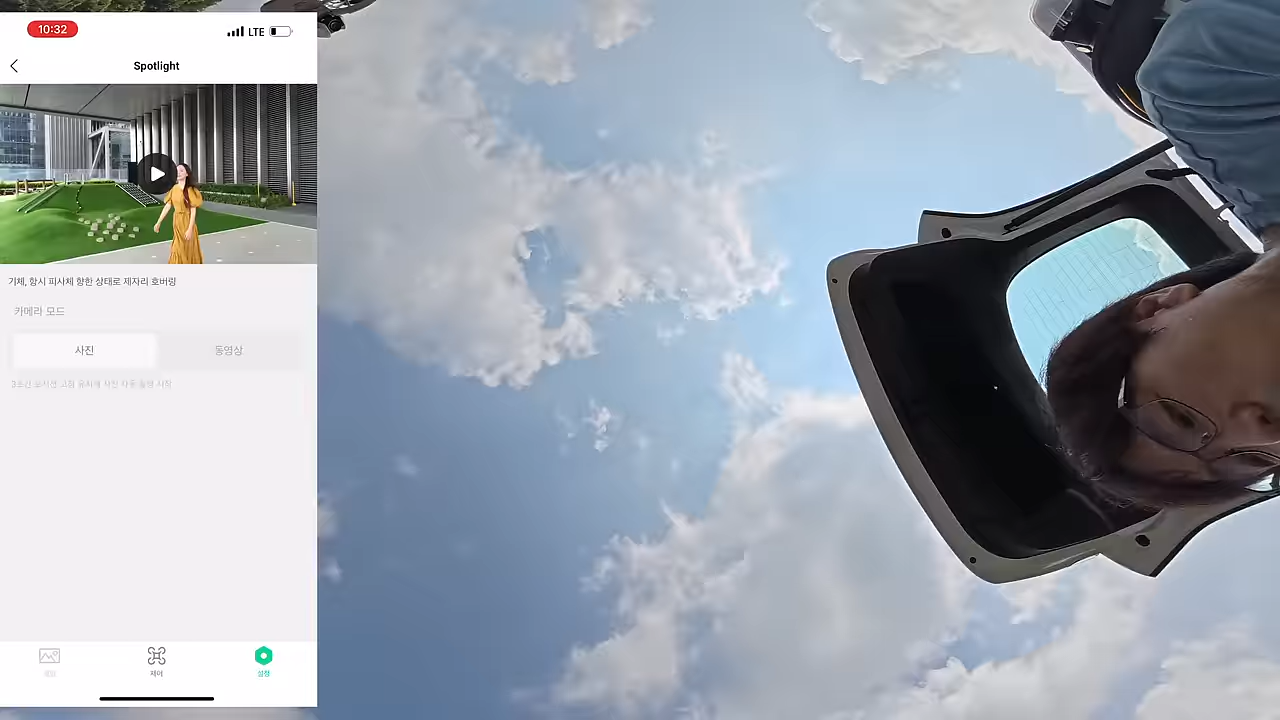 10:32
LTE
Spotlight
기체, 항시 피사체 향한 상태로 제자리 호버링
카메라 모드
사진
동영상
제어
설정